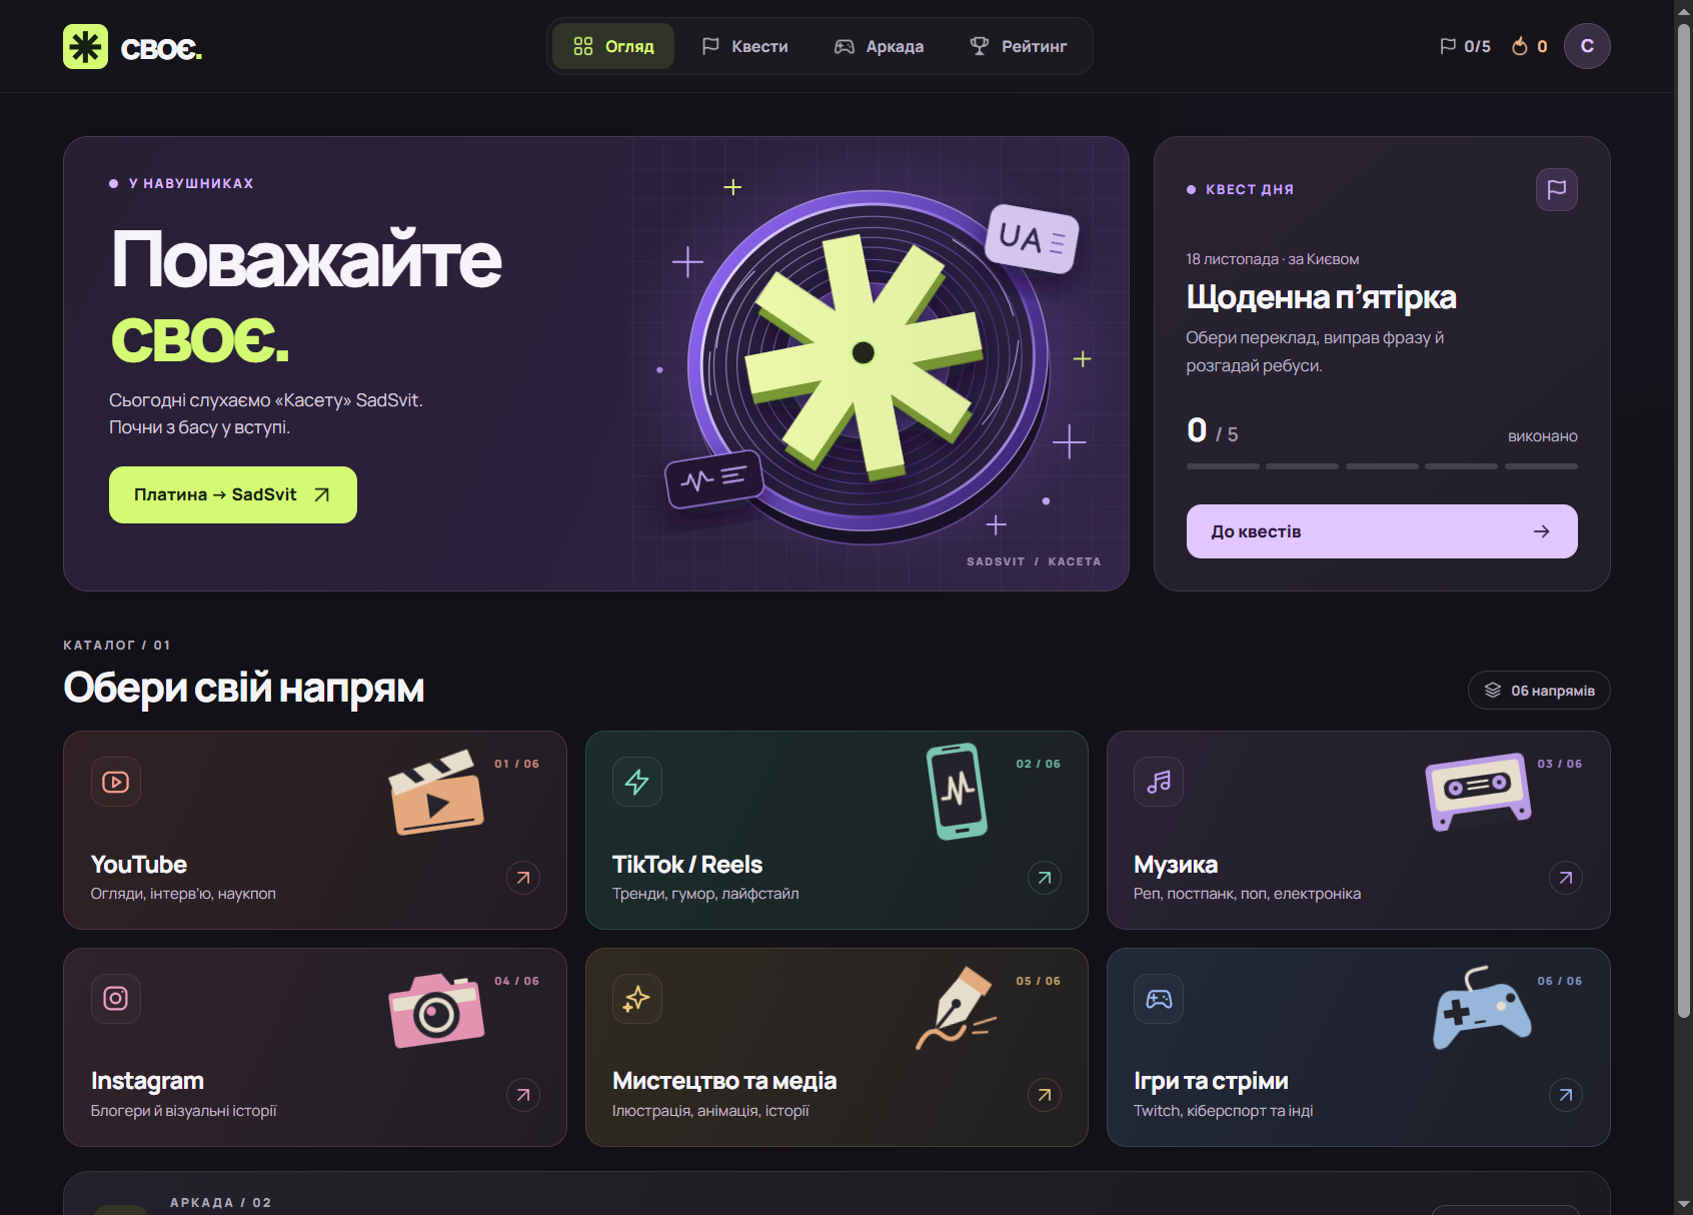 своє.
Огляд
Квести
Аркада
Рейтинг
0/5
0
С
У НАВУШНИКАХ
Поважайте
своє.
Сьогодні слухаємо «Касету» SadSvit.
Почни з басу у вступі.
Платина → SadSvit
UA
SADSVIT / КАСЕТА
КВЕСТ ДНЯ
18 листопада · за Києвом
Щоденна п’ятірка
Обери переклад, виправ фразу й
розгадай ребуси.
0 / 5
виконано
До квестів
КАТАЛОГ / 01
Обери свій напрям
06 напрямів
01 / 06
YouTube
Огляди, інтерв’ю, наукпоп
02 / 06
TikTok / Reels
Тренди, гумор, лайфстайл
03 / 06
Музика
Реп, постпанк, поп, електроніка
04 / 06
Instagram
Блогери й візуальні історії
05 / 06
Мистецтво та медіа
Ілюстрація, анімація, історії
06 / 06
Ігри та стріми
Twitch, кіберспорт та інді
АРКАДА / 02